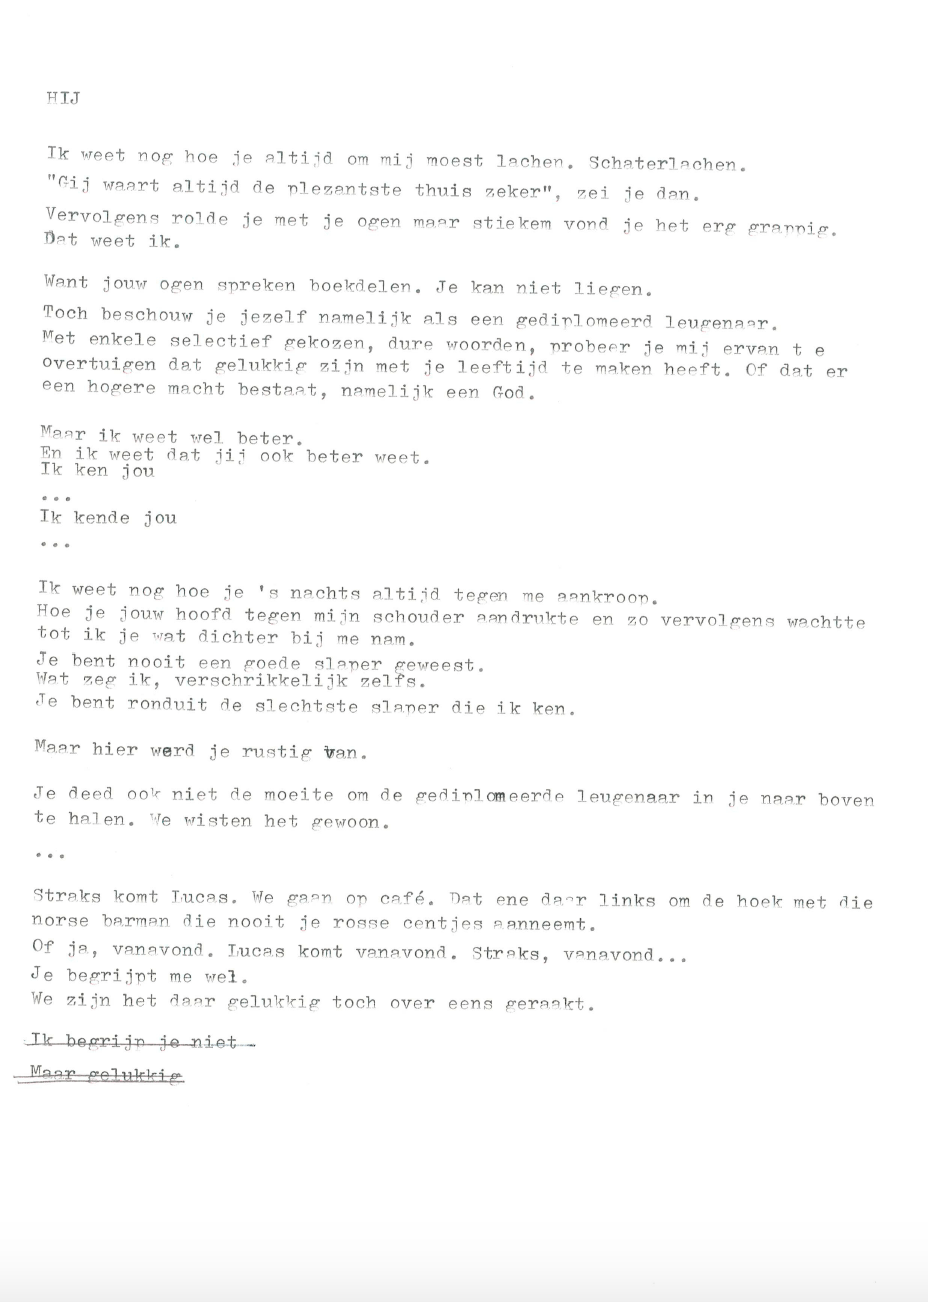 HIJ
Ik weet nog hoe je altijd om mij moest lachen. Schaterlachen.
"Gij waart altijd de plezantste thuis zeker", zei je dan.
Vervolgens rolde je met je ogen maar stiekem vond je het erg grappig.
Dat weet ik.
Want jouw ogen spreken boekdelen. Je kan niet liegen.
Toch beschouw je jezelf namelijk als een gediplomeerd leugenaar.
Met enkele selectief gekozen, dure woorden, probeer je mij ervan t e
overtuigen dat gelukkig zijn met je leeftijd te maken heeft. Of dat er
een hogere macht bestaat, namelijk een God.
Maar ik weet wel beter.
En ik weet dat jij ook beter weet.
Ik ken jou
...
Ik kende jou
...
Ik weet nog hoe je 's nachts altijd tegen me aankroop.
Hoe je jouw hoofd tegen mijn schouder aandrukte en zo vervolgens wachtte
tot ik je wat dichter bij me nam.
Je bent nooit een goede slaper geweest.
Wat zeg ik, verschrikkelijk zelfs.
Je bent ronduit de slechtste slaper die ik ken.
Maar hier werd je rustig van.
Je deed ook niet de moeite om de gediplomeerde leugenaar in je naar boven
te halen. We wisten het gewoon.
...
Straks komt Lucas. We gaan op café. Dat ene daar links om de hoek met die
norse barman die nooit je rosse centjes aanneemt.
Of ja, vanavond. Lucas komt vanavond. Straks, vanavond...
Je begrijpt me wel.
We zijn het daar gelukkig toch over eens geraakt.
Ik begrijp je niet
Maar gelukkig